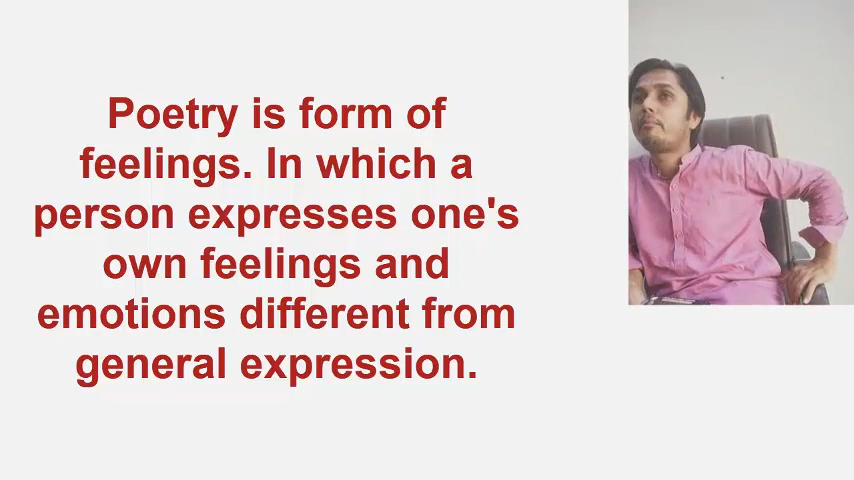 Poetry is form of
feelings. In which a
person expresses one's
own feelings and
emotions different from
general expression.